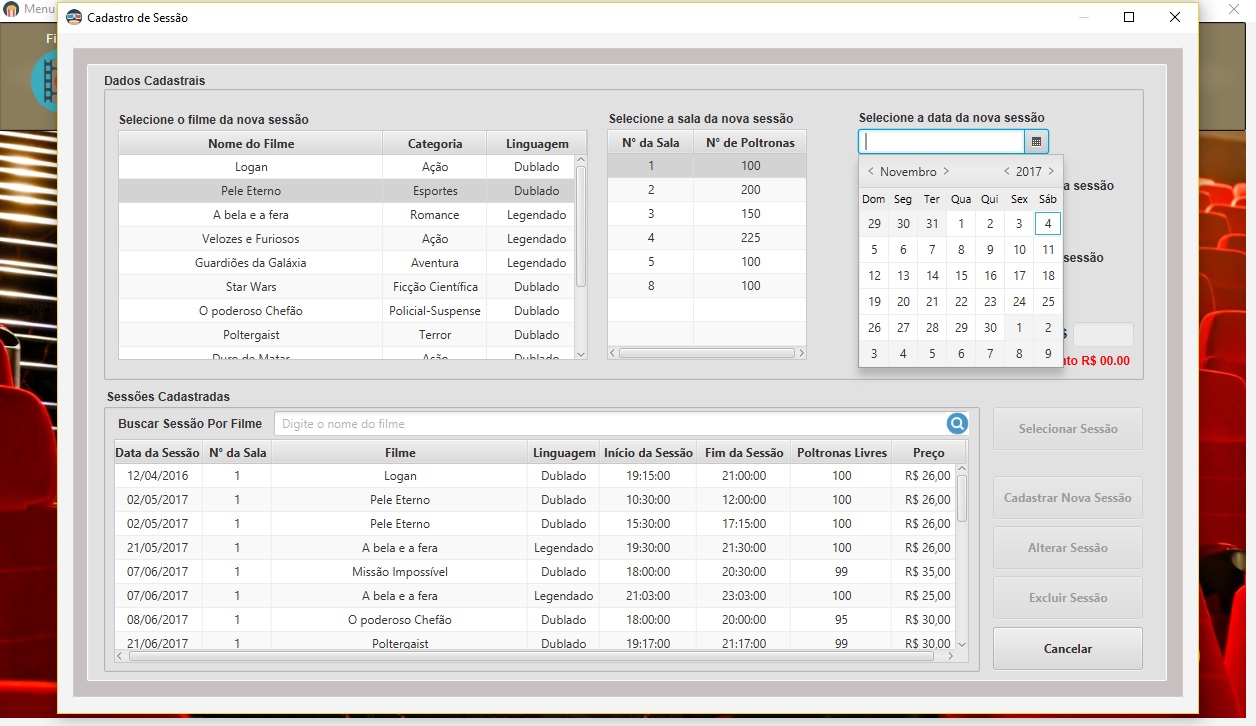 Menu
Cadastro de Sessão
Fi
Dados Cadastrais
Selecione o filme da nova sessão
Nome do Filme Categoria Linguagem
Logan Ação Dublado
Pele Eterno Esportes Dublado
A bela e a fera Romance Legendado
Velozes e Furiosos Ação Legendado
Guardiões da Galáxia Aventura Legendado
Star Wars Ficção Científica Dublado
O poderoso Chefão Policial-Suspense Dublado
Poltergaist Terror Dublado
Duro de Matar Ação Dublado
Selecione a sala da nova sessão
N° da Sala N° de Poltronas
1 100
2 200
3 150
4 225
5 100
8 100
Selecione a data da nova sessão
< Novembro > < 2017 >
Dom Seg Ter Qua Qui Sex Sáb
29 30 31 1 2 3 4
5 6 7 8 9 10 11
12 13 14 15 16 17 18
19 20 21 22 23 24 25
26 27 28 29 30 1 2
3 4 5 6 7 8 9
a sessão
sessão
$
to R$ 00.00
Sessões Cadastradas
Buscar Sessão Por Filme Digite o nome do filme
Data da Sessão N° da Sala Filme Linguagem Início da Sessão Fim da Sessão Poltronas Livres Preço
12/04/2016 1 Logan Dublado 19:15:00 21:00:00 100 R$ 26,00
02/05/2017 1 Pele Eterno Dublado 10:30:00 12:00:00 100 R$ 26,00
02/05/2017 1 Pele Eterno Dublado 15:30:00 17:15:00 100 R$ 26,00
21/05/2017 1 A bela e a fera Legendado 19:30:00 21:30:00 100 R$ 26,00
07/06/2017 1 Missão Impossível Dublado 18:00:00 20:30:00 99 R$ 35,00
07/06/2017 1 A bela e a fera Legendado 21:03:00 23:03:00 100 R$ 25,00
08/06/2017 1 O poderoso Chefão Dublado 18:00:00 20:00:00 95 R$ 30,00
21/06/2017 1 Poltergaist Dublado 19:17:00 21:17:00 99 R$ 30,00
Selecionar Sessão
Cadastrar Nova Sessão
Alterar Sessão
Excluir Sessão
Cancelar